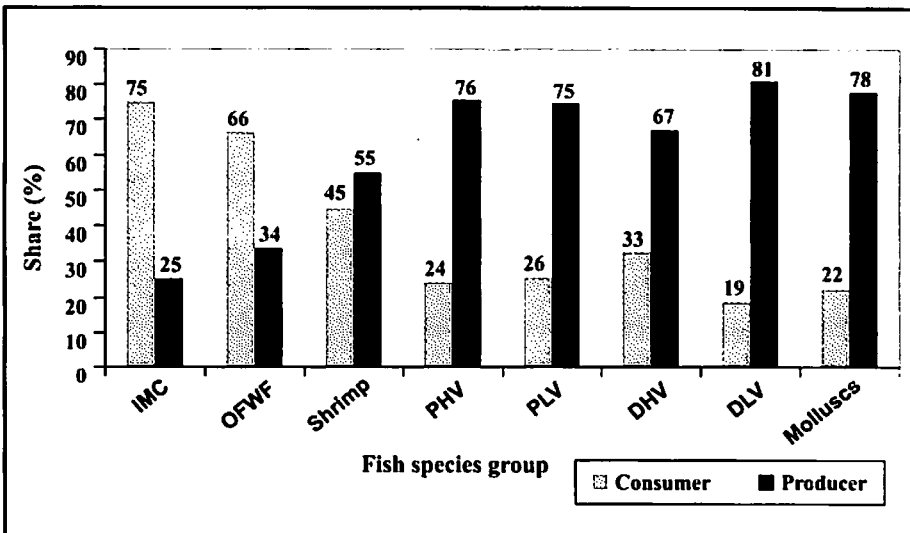 90
80
70
60
50
40
30
20
10
0
Share (%)
75
25
66
34
45
55
24
76
26
75
33
67
19
81
22
78
IMC
OFWF
Shrimp
PHV
PLV
DHV
DLV
Molluscs
Fish species group
Consumer
Producer